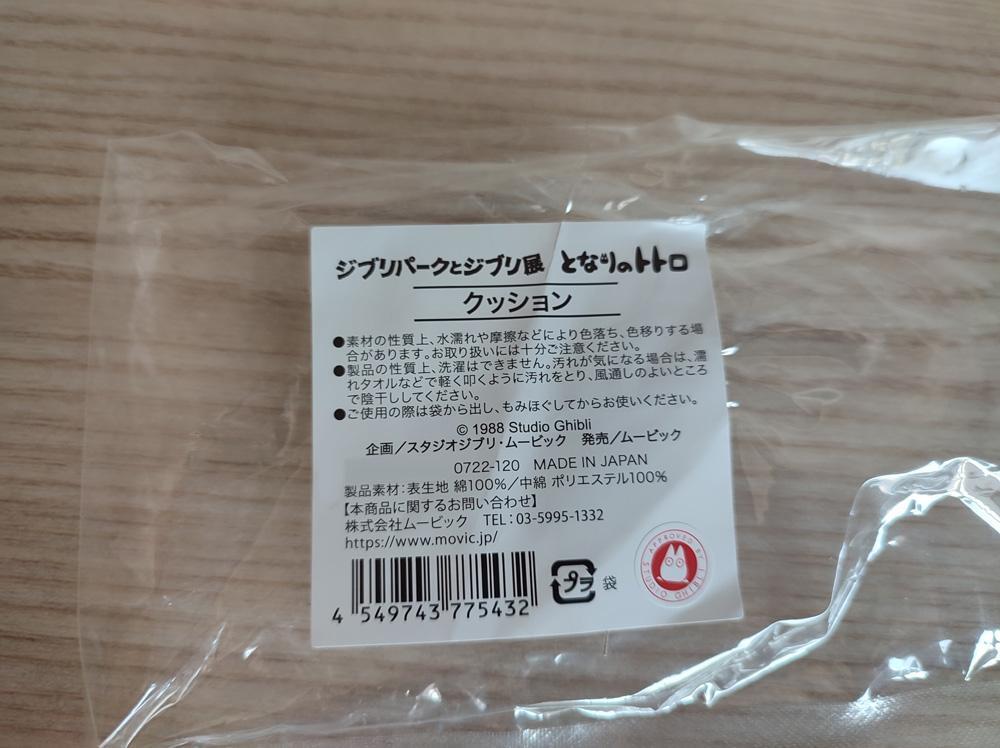 ジブリパークとジブリ展 となりのトトロ
クッション
●素材の性質上、水濡れや摩擦などにより色落ち、色移りする場
合があります。お取り扱いには十分ご注意ください。
●製品の性質上、洗濯はできません。汚れが気になる場合は、濡
れタオルなどで軽く叩くように汚れをとり、風通しのよいところ
で陰干ししてください。
●ご使用の際は袋から出し、もみほぐしてからお使いください。
© 1988 Studio Ghibli
企画/スタジオジブリ・ムービック 発売/ムービック
0722-120 MADE IN JAPAN
製品素材:表生地 綿100%/中綿 ポリエステル100%
【本商品に関するお問い合わせ】
株式会社ムービック TEL:03-5995-1332
https://www.movic.jp/
4 549743 775432
プラ 袋
APPROVED BY STUDIO GHIBLI